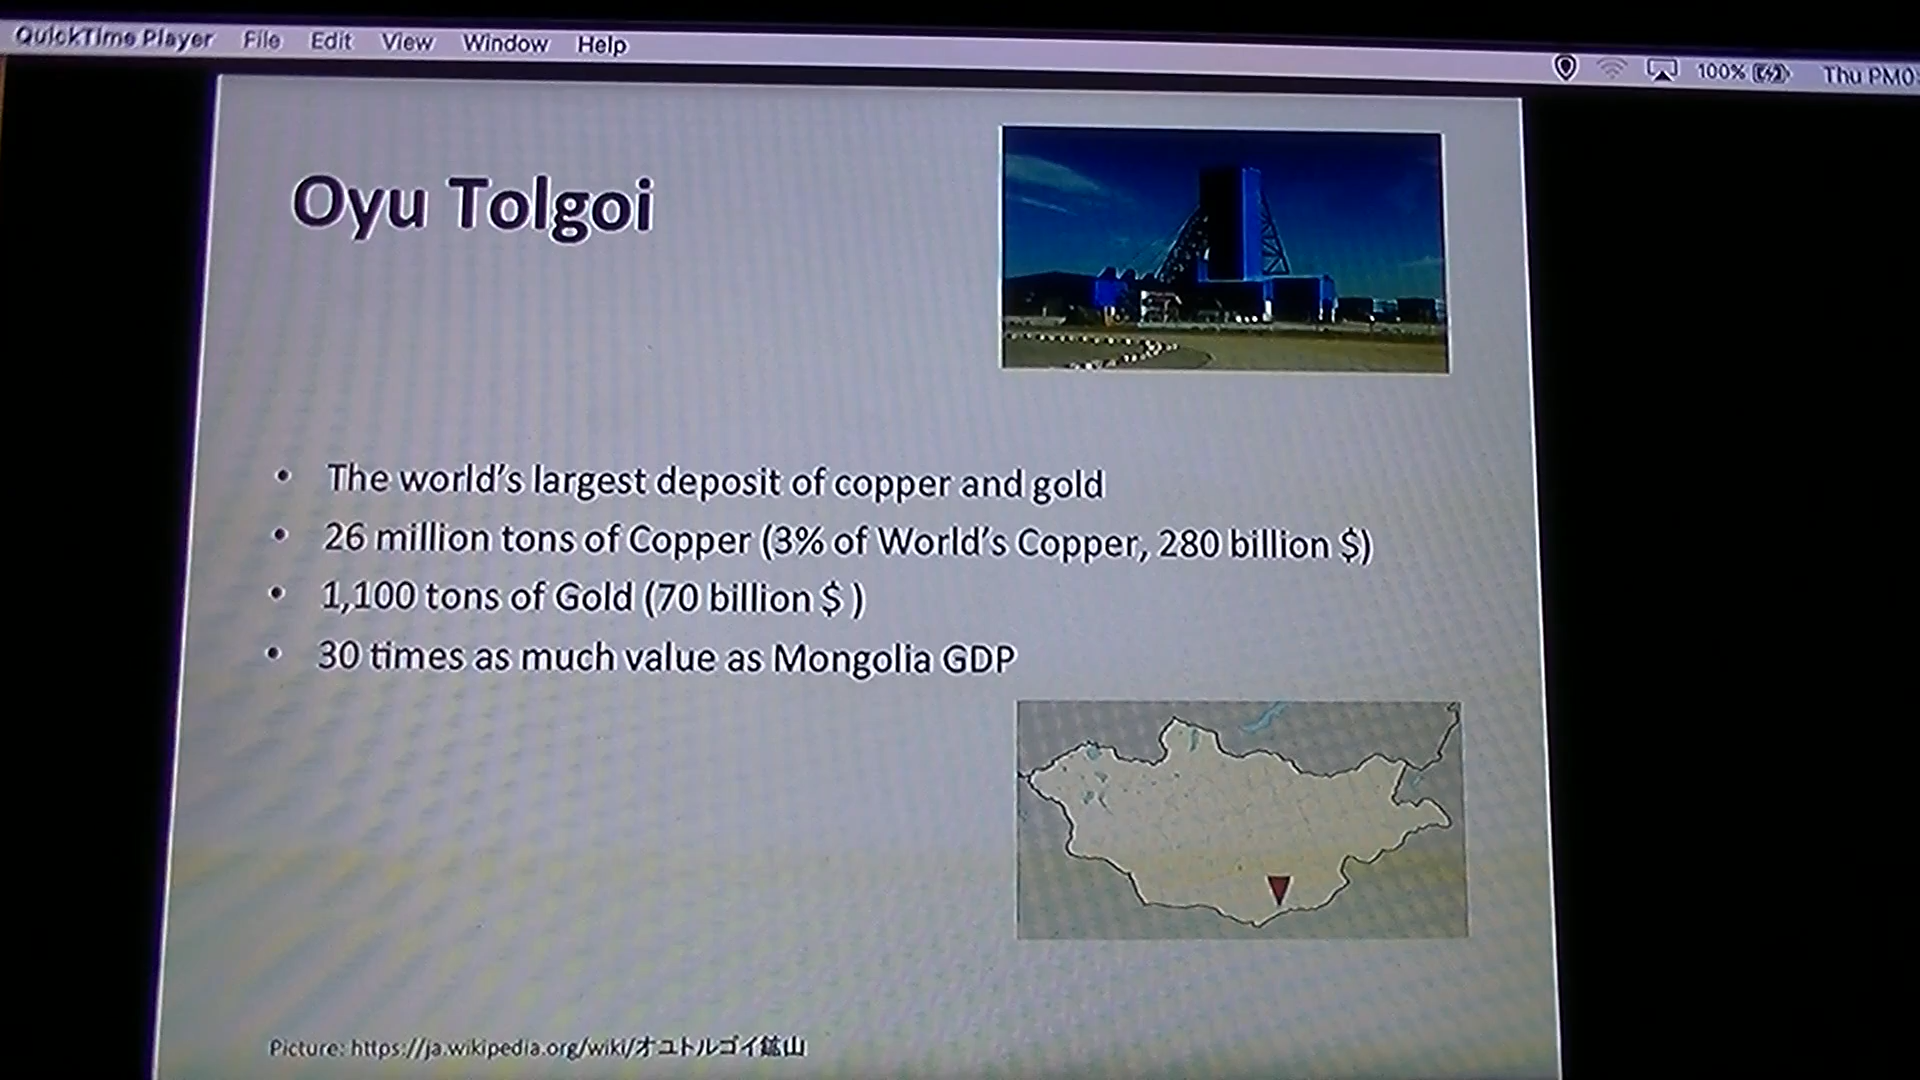 QuickTime Player File Edit View Window Help
100% Thu PM0
Oyu Tolgoi
• The world's largest deposit of copper and gold
• 26 million tons of Copper (3% of World's Copper, 280 billion $)
• 1,100 tons of Gold (70 billion $ )
• 30 times as much value as Mongolia GDP
Picture: https://ja.wikipedia.org/wiki/オユトルゴイ鉱山